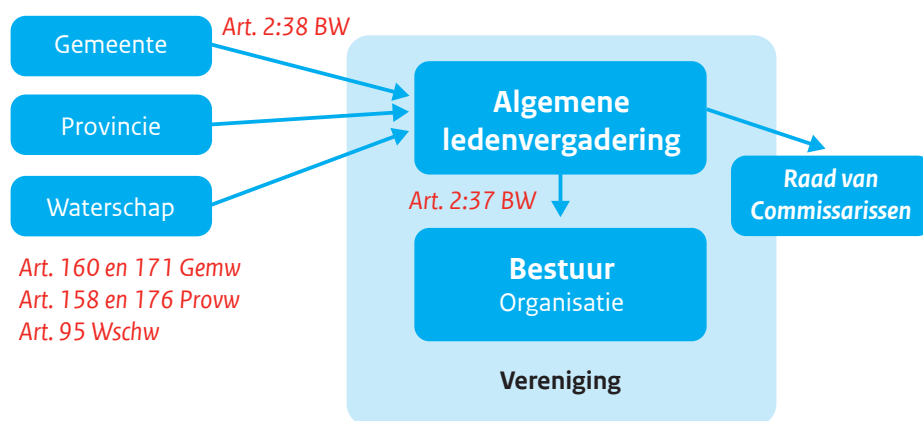 Gemeente
Art. 2:38 BW
Provincie
Waterschap
Art. 160 en 171 Gemw
Art. 158 en 176 Provw
Art. 95 Wschw
Algemene
ledenvergadering
Art. 2:37 BW
Bestuur
Organisatie
Vereniging
Raad van
Commissarissen